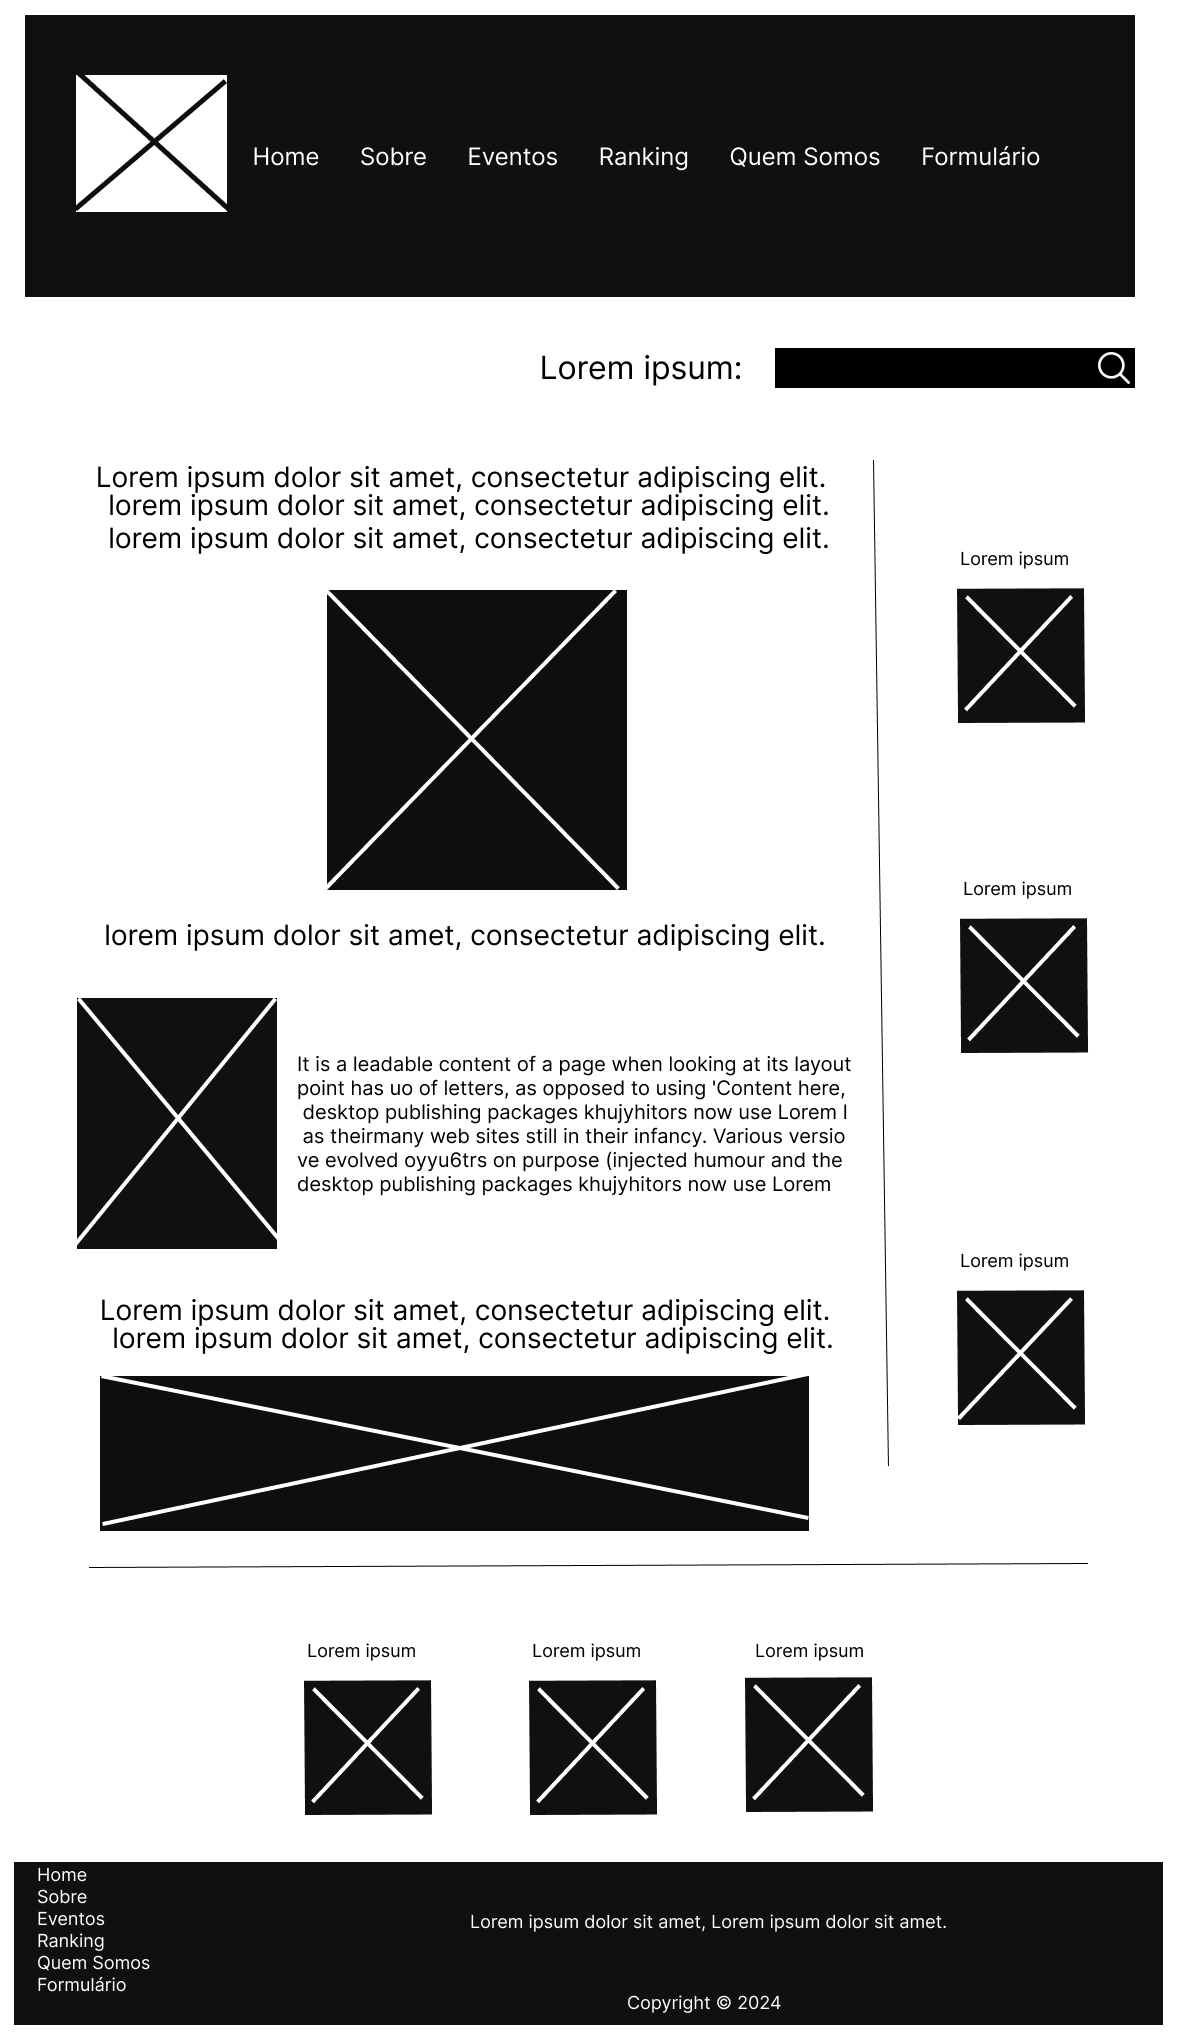 Home Sobre Eventos Ranking Quem Somos Formulário
Lorem ipsum:
Lorem ipsum dolor sit amet, consectetur adipiscing elit.
lorem ipsum dolor sit amet, consectetur adipiscing elit.
lorem ipsum dolor sit amet, consectetur adipiscing elit.
lorem ipsum dolor sit amet, consectetur adipiscing elit.
It is a leadable content of a page when looking at its layout
point has uo of letters, as opposed to using 'Content here,
desktop publishing packages khujyhitors now use Lorem I
as theirmany web sites still in their infancy. Various versio
ve evolved oyyu6trs on purpose (injected humour and the
desktop publishing packages khujyhitors now use Lorem
Lorem ipsum dolor sit amet, consectetur adipiscing elit.
lorem ipsum dolor sit amet, consectetur adipiscing elit.
Lorem ipsum
Lorem ipsum
Lorem ipsum
Lorem ipsum
Lorem ipsum
Lorem ipsum
Home
Sobre
Eventos
Ranking
Quem Somos
Formulário
Lorem ipsum dolor sit amet, Lorem ipsum dolor sit amet.
Copyright © 2024